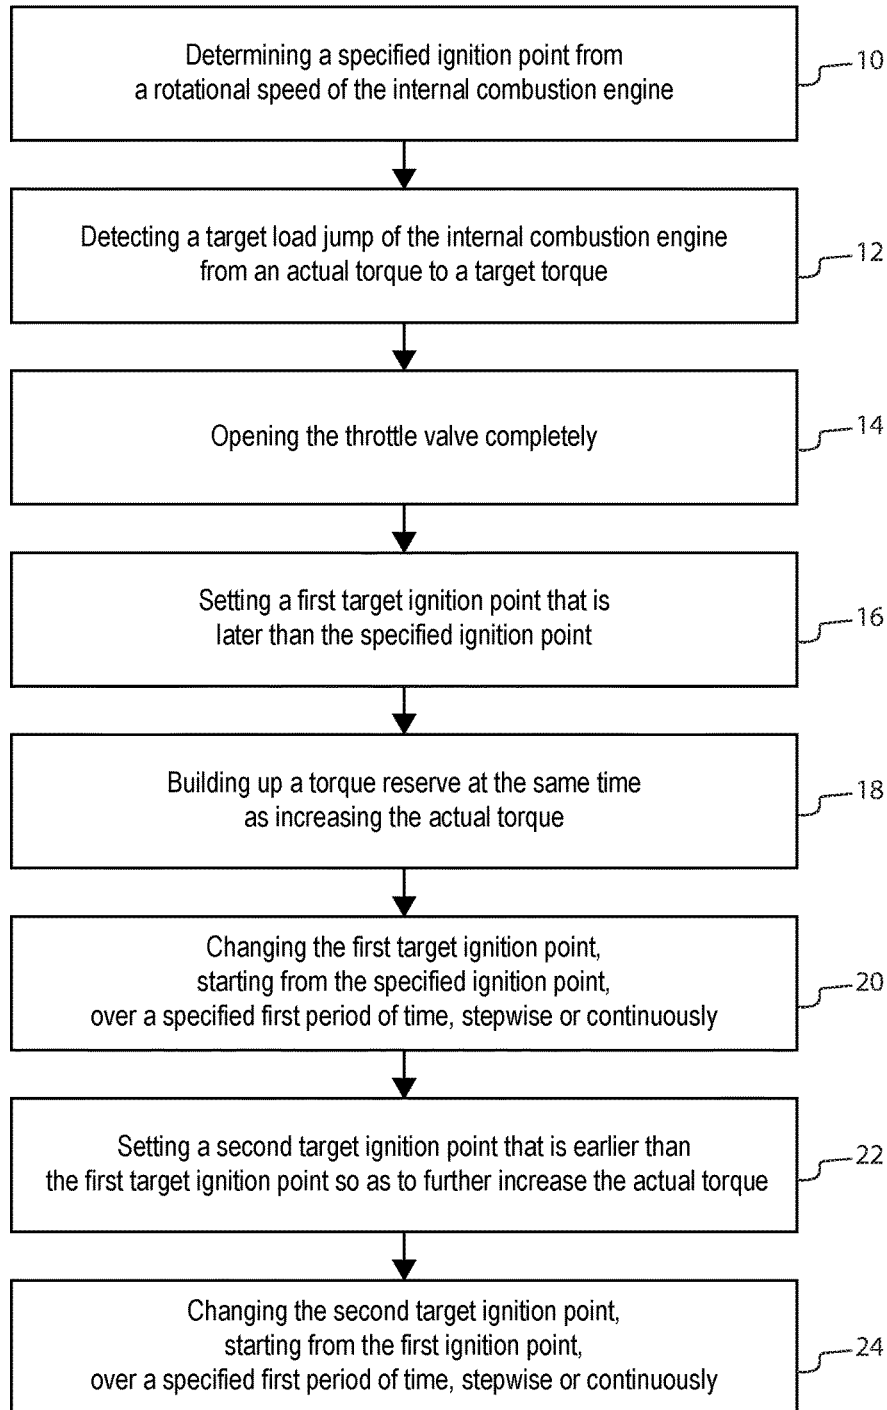 Determining a specified ignition point from
a rotational speed of the internal combustion engine
10
Detecting a target load jump of the internal combustion engine
from an actual torque to a target torque
12
Opening the throttle valve completely
14
Setting a first target ignition point that is
later than the specified ignition point
16
Building up a torque reserve at the same time
as increasing the actual torque
18
Changing the first target ignition point,
starting from the specified ignition point,
over a specified first period of time, stepwise or continuously
20
Setting a second target ignition point that is earlier than
the first target ignition point so as to further increase the actual torque
22
Changing the second target ignition point,
starting from the first ignition point,
over a specified first period of time, stepwise or continuously
24